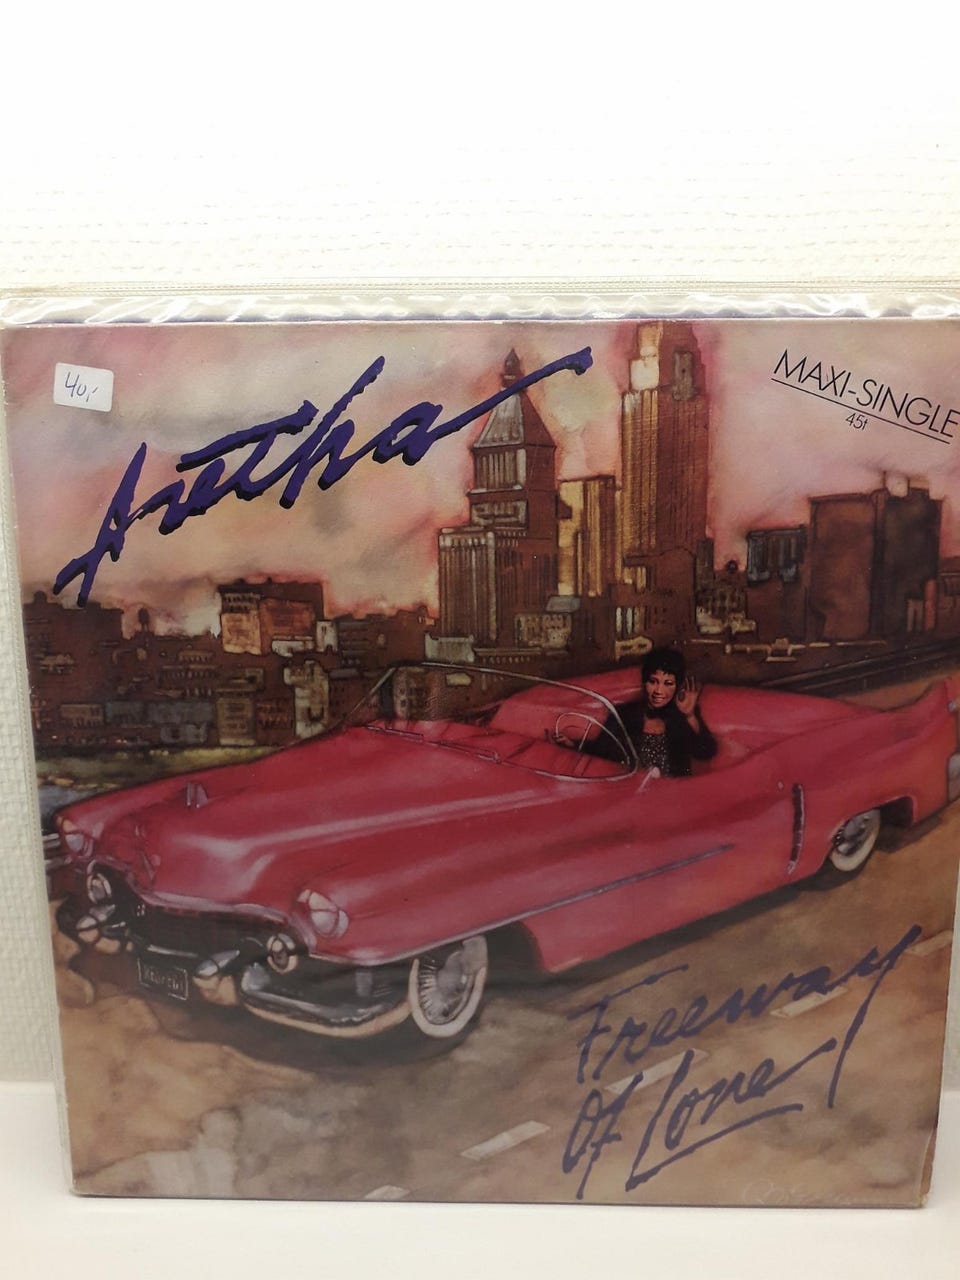 40,-
Aretha
MAXI-SINGLE
45t
Freeway
Of Love